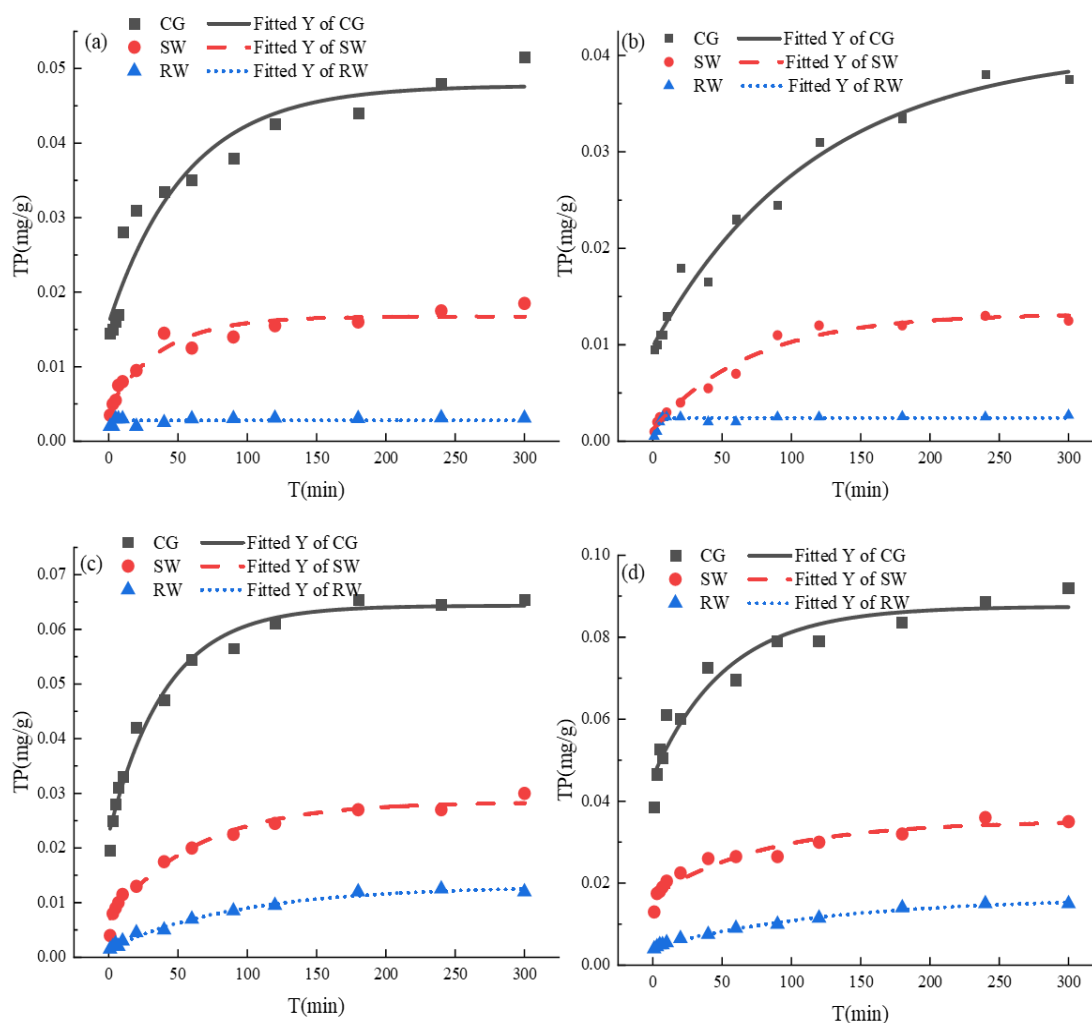 (a) CG Fitted Y of CG
SW Fitted Y of SW
RW Fitted Y of RW
0.05
0.04
0.03
0.02
0.01
0.00
TP(mg/g)
0 50 100 150 200 250 300
T(min)
(b) CG Fitted Y of CG
SW Fitted Y of SW
RW Fitted Y of RW
0.04
0.03
0.02
0.01
0.00
TP(mg/g)
0 50 100 150 200 250 300
T(min)
(c) CG Fitted Y of CG
SW Fitted Y of SW
RW Fitted Y of RW
0.07
0.06
0.05
0.04
0.03
0.02
0.01
0.00
TP(mg/g)
0 50 100 150 200 250 300
T(min)
(d) CG Fitted Y of CG
SW Fitted Y of SW
RW Fitted Y of RW
0.10
0.08
0.06
0.04
0.02
0.00
TP(mg/g)
0 50 100 150 200 250 300
T(min)